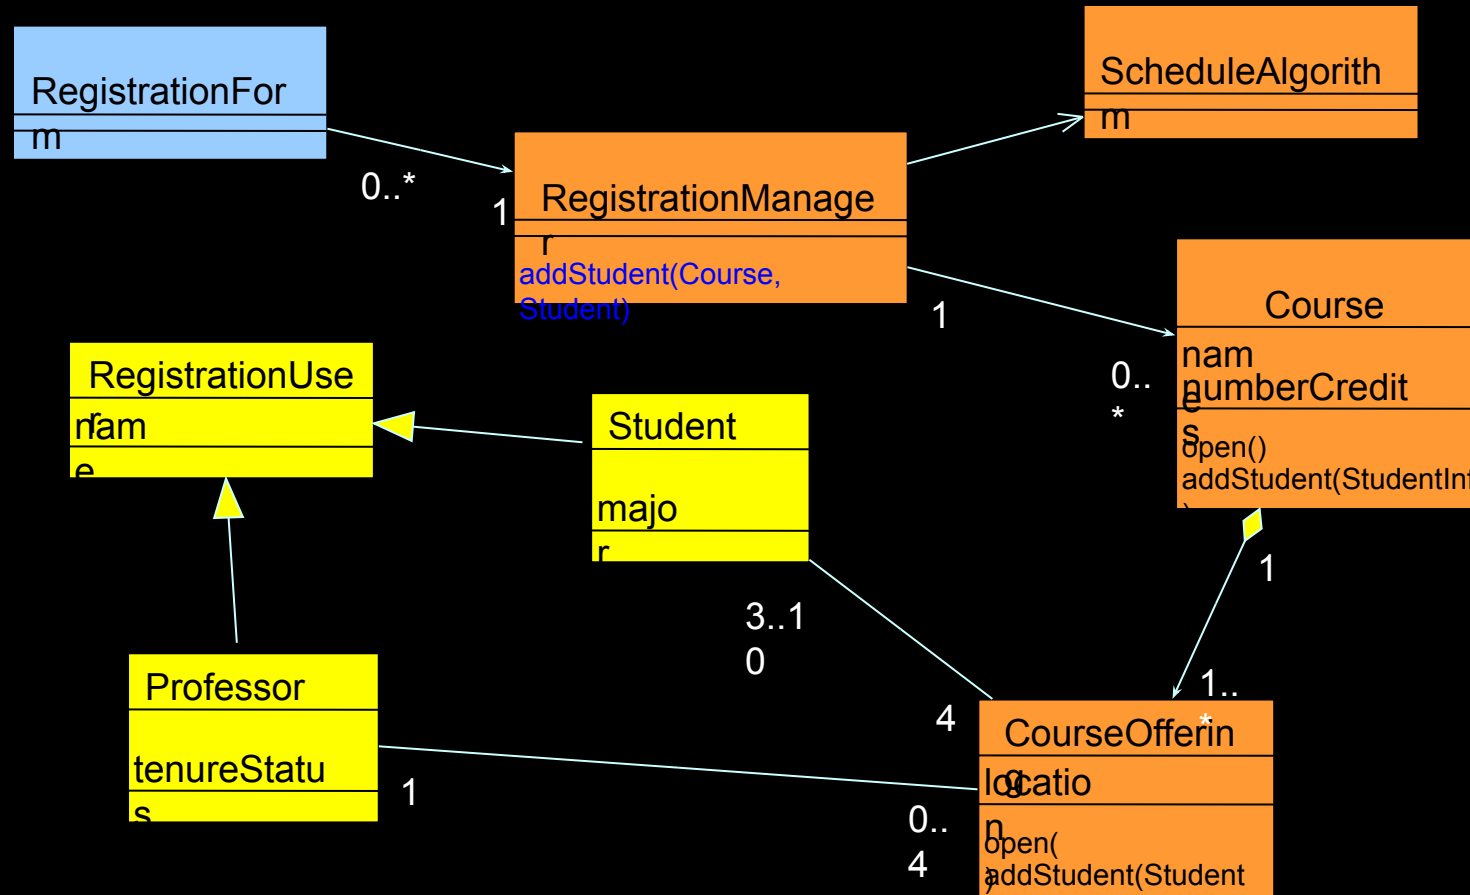 RegistrationFor
m
0..*
1
RegistrationManage
r
addStudent(Course,
Student)
ScheduleAlgorith
m
1
0..
*
Course
nam
e
numberCredit
s
open()
addStudent(StudentInf
)
1
1..
*
RegistrationUse
r
nam
e
Student
majo
r
3..1
0
4
Professor
tenureStatu
s
1
0..
4
CourseOfferin
g
locatio
n
open(
)
addStudent(Student